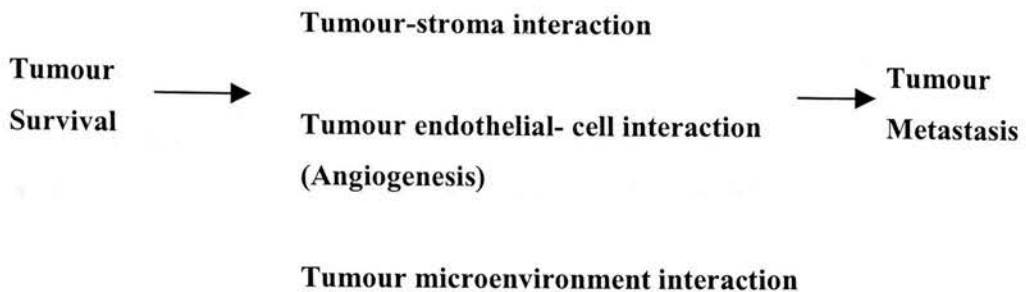 Tumour-stroma interaction
Tumour
Survival
Tumour endothelial- cell interaction
(Angiogenesis)
Tumour
Metastasis
Tumour microenvironment interaction